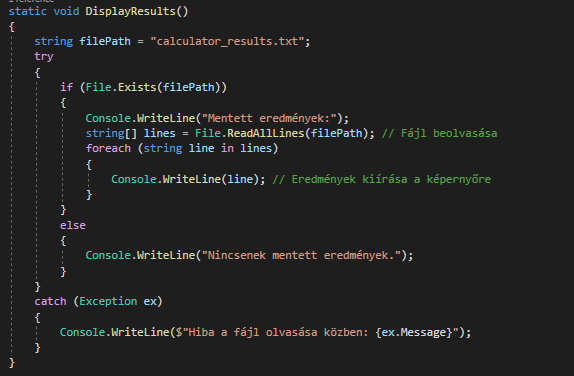 1 reference
static void DisplayResults()
{
string filePath = "calculator_results.txt";
try
{
if (File.Exists(filePath))
{
Console.WriteLine("Mentett eredmények:");
string[] lines = File.ReadAllLines(filePath); // Fájl beolvasása
foreach (string line in lines)
{
Console.WriteLine(line); // Eredmények kiírása a képernyőre
}
}
else
{
Console.WriteLine("Nincsenek mentett eredmények.");
}
}
catch (Exception ex)
{
Console.WriteLine($"Hiba a fájl olvasása közben: {ex.Message}");
}
}